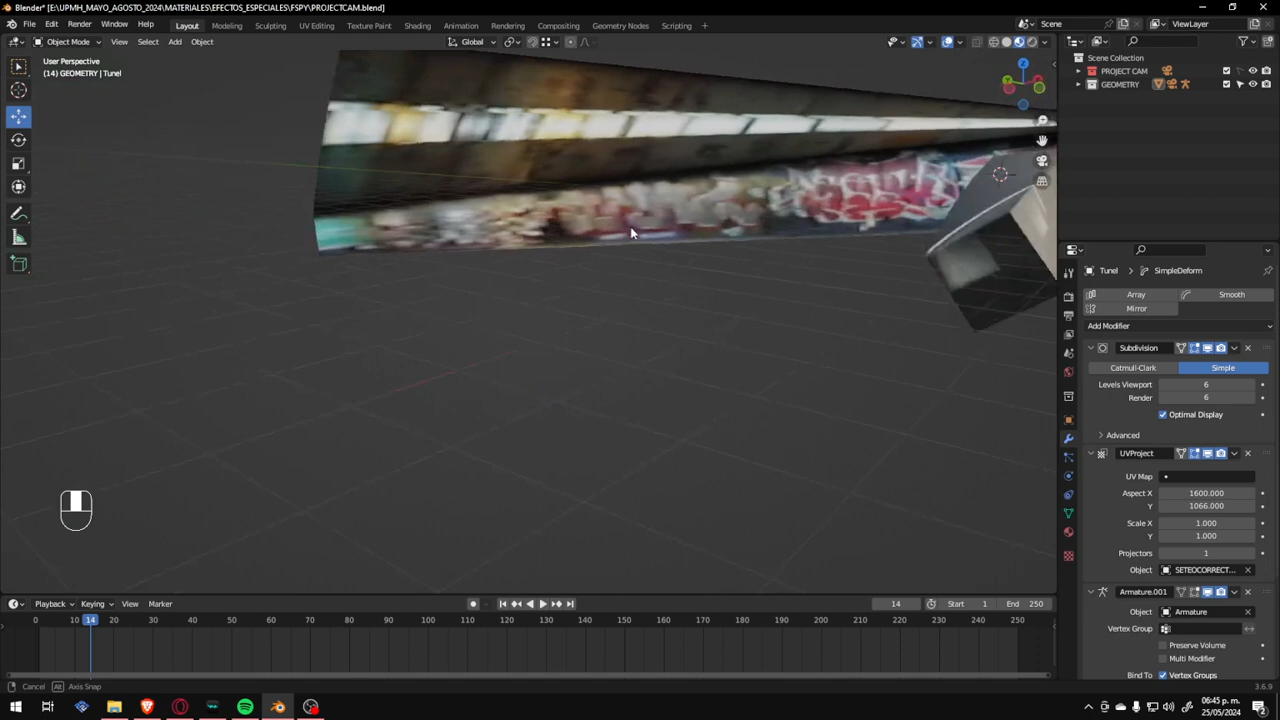 Blender* [E:\UPMH_MAYO_AGOSTO_2024\MATERIALES\EFECTOS_ESPECIALES\FSPY\PROJECTCAM.blend]
File Edit Render Window Help Layout Modeling Sculpting UV Editing Texture Paint Shading Animation Rendering Compositing Geometry Nodes Scripting + Scene ViewLayer
Object Mode View Select Add Object Global
User Perspective
(14) GEOMETRY | Tunel
Scene Collection
PROJECT CAM
GEOMETRY
Tunel SimpleDeform
Array Smooth
Mirror
Add Modifier
Subdivision
Catmull-Clark Simple
Levels Viewport 6
Render 6
Optimal Display
Advanced
UVProject
UV Map
Aspect X 1600.000
Y 1066.000
Scale X 1.000
Y 1.000
Projectors 1
Object SETEOCORRECT...
Armature.001
Object Armature
Vertex Group
Preserve Volume
Multi Modifier
Bind To Vertex Groups
Playback Keying View Marker 14 Start 1 End 250
0 10 14 20 30 40 50 60 70 80 90 100 110 120 130 140 150 160 170 180 190 200 210 220 230 240 250
Cancel Alt Axis Snap 3.6.9
06:45 p. m.
25/05/2024
2